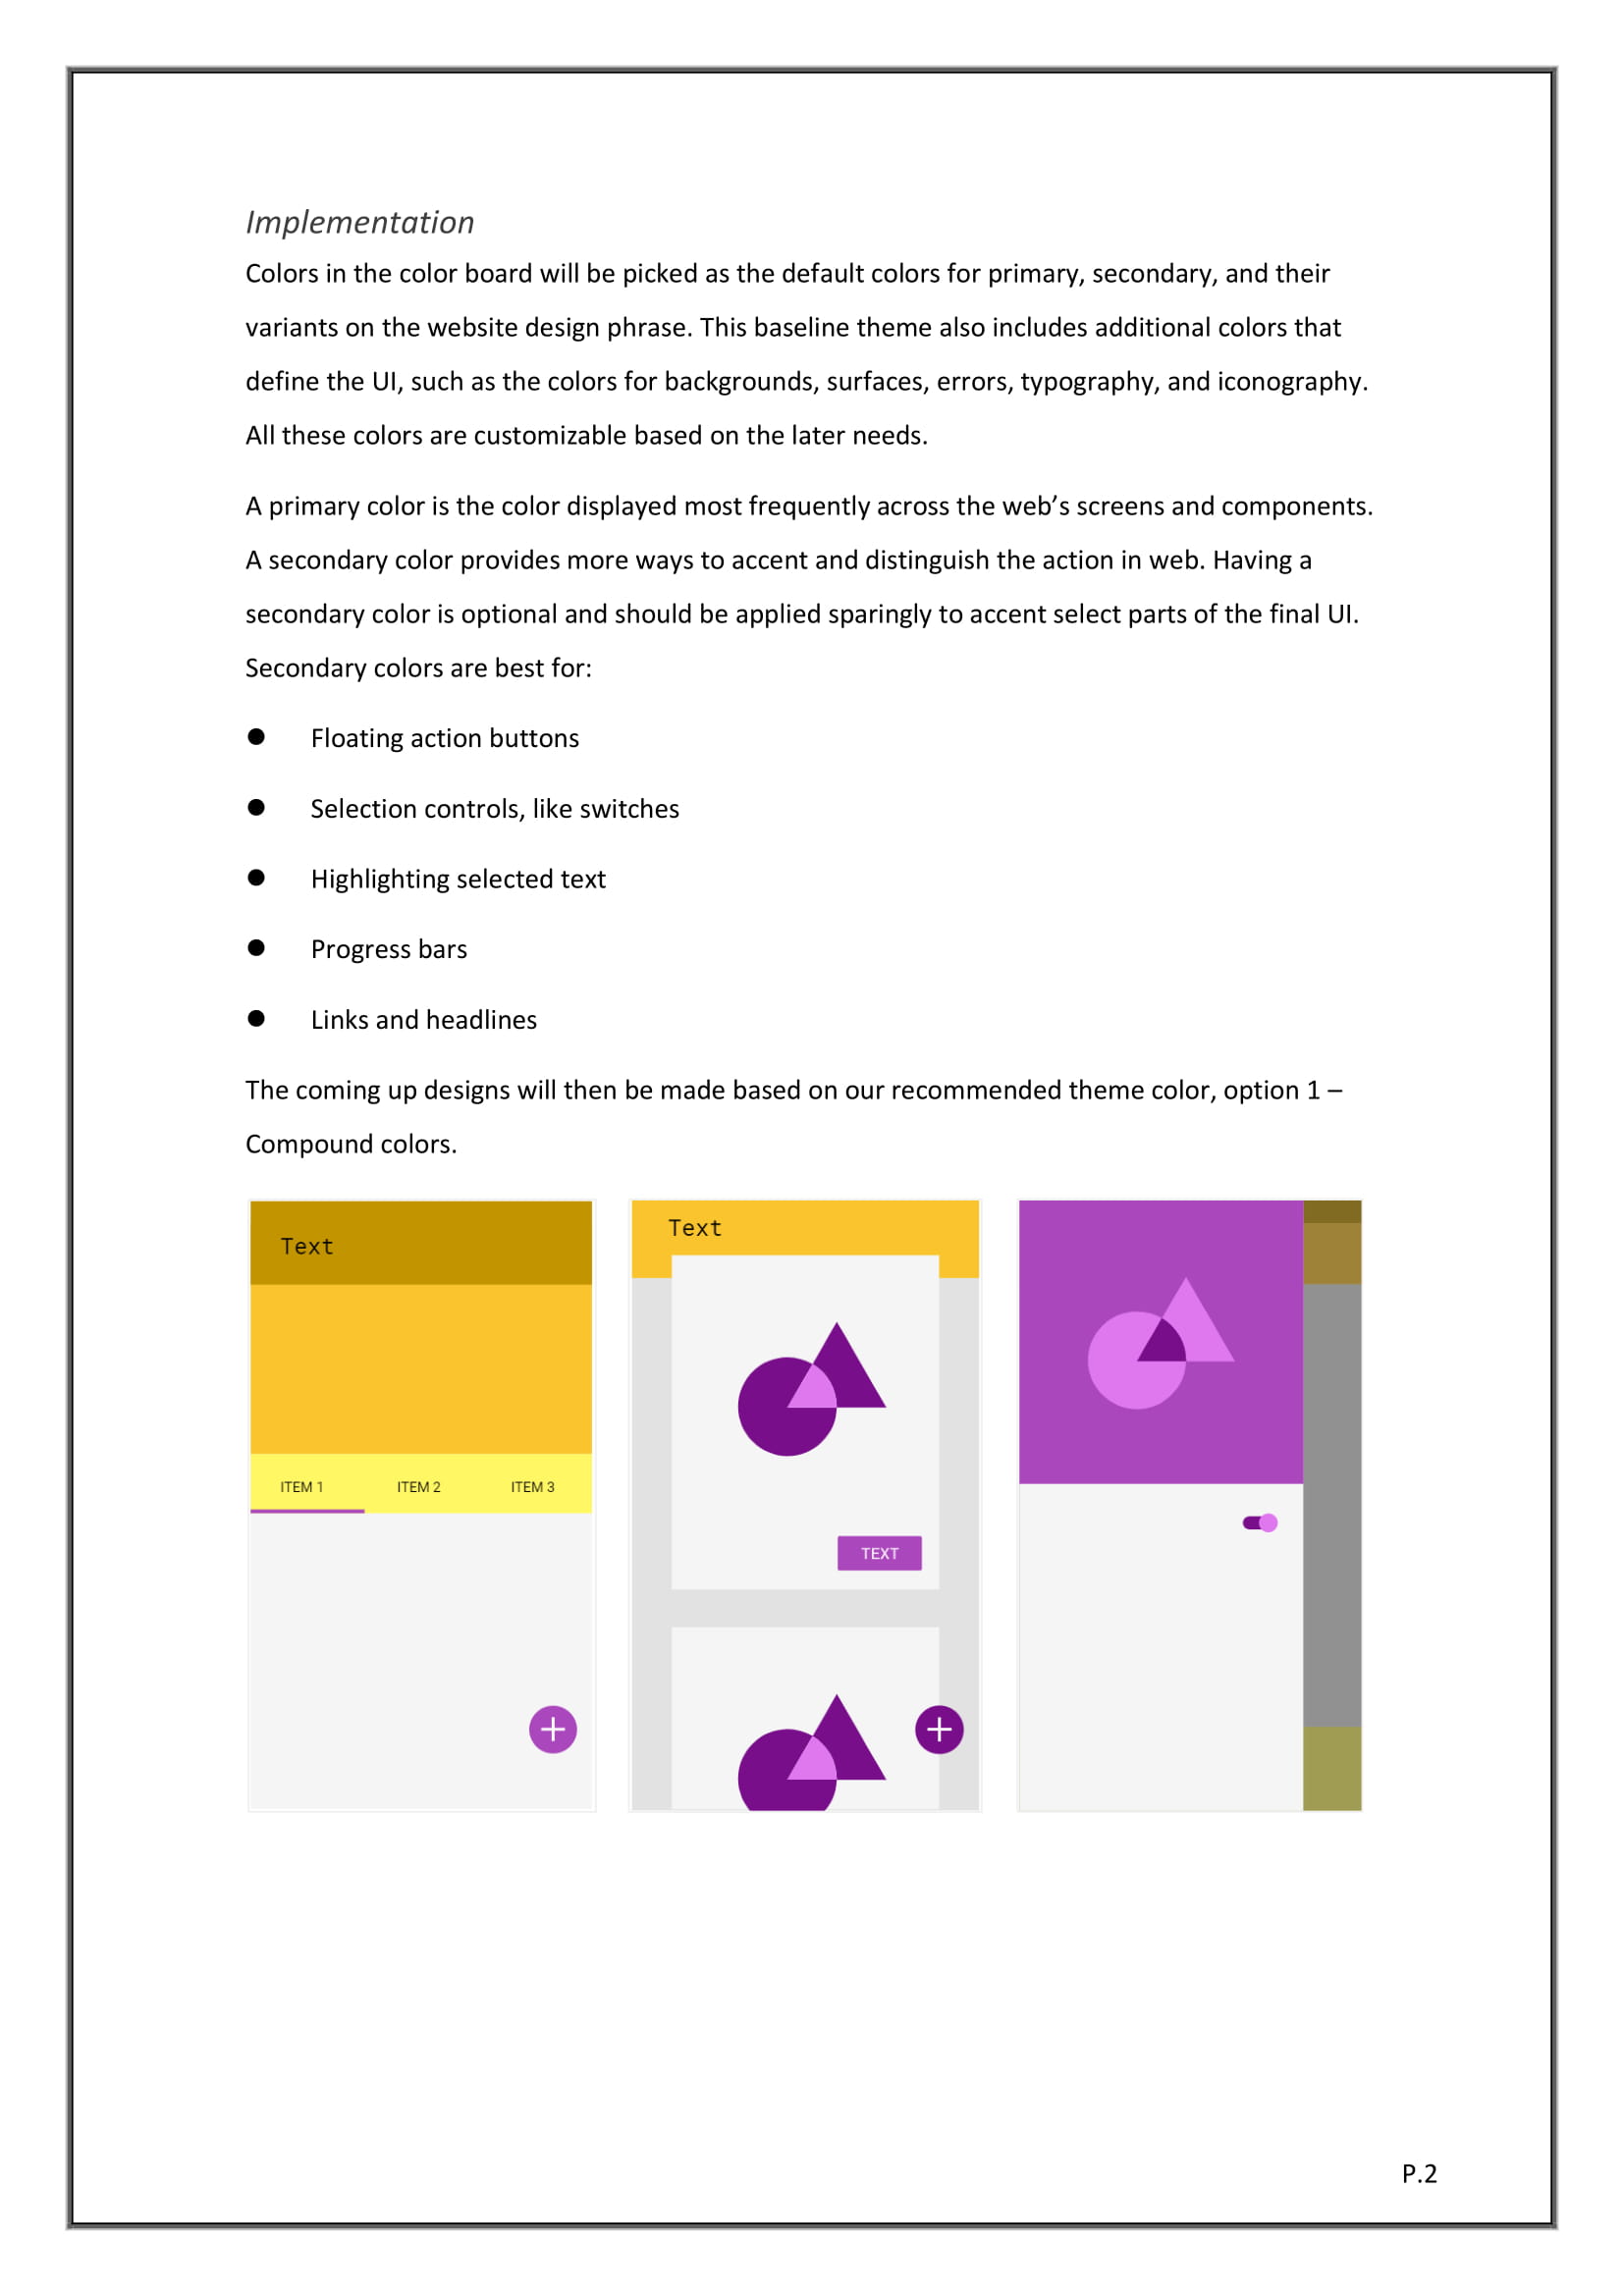 Implementation
Colors in the color board will be picked as the default colors for primary, secondary, and their
variants on the website design phrase. This baseline theme also includes additional colors that
define the UI, such as the colors for backgrounds, surfaces, errors, typography, and iconography.
All these colors are customizable based on the later needs.
A primary color is the color displayed most frequently across the web’s screens and components.
A secondary color provides more ways to accent and distinguish the action in web. Having a
secondary color is optional and should be applied sparingly to accent select parts of the final UI.
Secondary colors are best for:
● Floating action buttons
● Selection controls, like switches
● Highlighting selected text
● Progress bars
● Links and headlines
The coming up designs will then be made based on our recommended theme color, option 1 –
Compound colors.
Text
ITEM 1 ITEM 2 ITEM 3
Text
TEXT
P.2